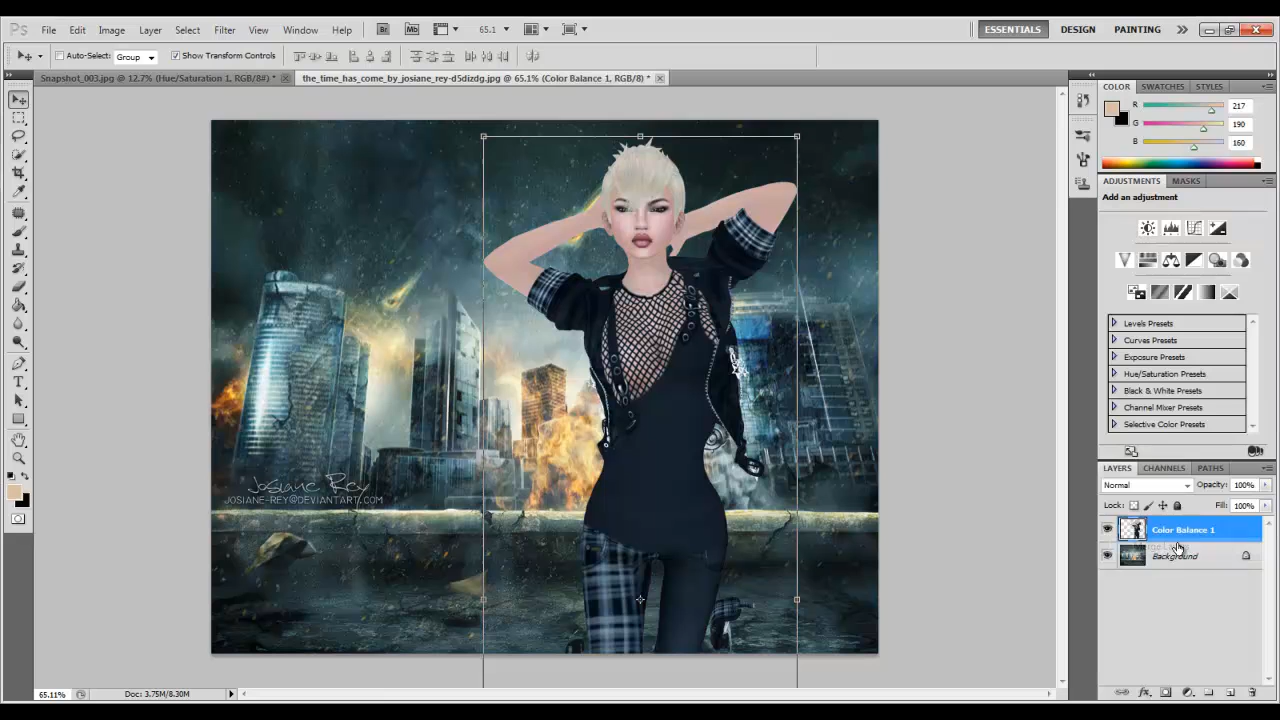 Ps File Edit Image Layer Select Filter View Window Help Br Mb 65.1 ESSENTIALS DESIGN PAINTING
Auto-Select: Group Show Transform Controls
Snapshot_003.jpg @ 12.7% (Hue/Saturation 1, RGB/8#) * the_time_has_come_by_josiane_rey-d5dizdg.jpg @ 65.1% (Color Balance 1, RGB/8) *
COLOR SWATCHES STYLES
R 217
G 190
B 160
ADJUSTMENTS MASKS
Add an adjustment
Levels Presets
Curves Presets
Exposure Presets
Hue/Saturation Presets
Black & White Presets
Channel Mixer Presets
Selective Color Presets
LAYERS CHANNELS PATHS
Normal Opacity: 100%
Lock: Fill: 100%
Color Balance 1
Background
Josiane Rey
JOSIANE-REY@DEVIANTART.COM
65.11% Doc: 3.75M/8.30M